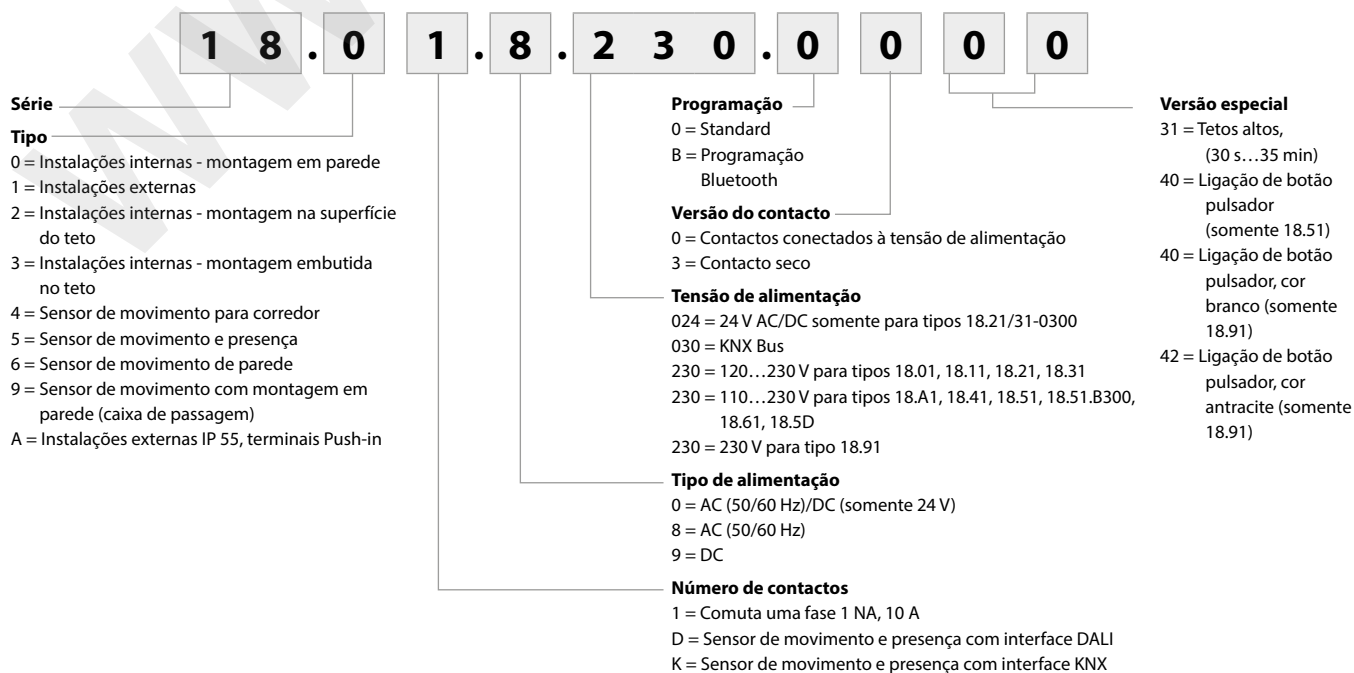 18.01.8.230.0000
Série
Tipo
0 = Instalações internas - montagem em parede
1 = Instalações externas
2 = Instalações internas - montagem na superfície
do teto
3 = Instalações internas - montagem embutida
no teto
4 = Sensor de movimento para corredor
5 = Sensor de movimento e presença
6 = Sensor de movimento de parede
9 = Sensor de movimento com montagem em
parede (caixa de passagem)
A = Instalações externas IP 55, terminais Push-in
Programação
0 = Standard
B = Programação
Bluetooth
Versão do contacto
0 = Contactos conectados à tensão de alimentação
3 = Contacto seco
Tensão de alimentação
024 = 24 V AC/DC somente para tipos 18.21/31-0300
030 = KNX Bus
230 = 120…230 V para tipos 18.01, 18.11, 18.21, 18.31
230 = 110…230 V para tipos 18.A1, 18.41, 18.51, 18.51.B300,
18.61, 18.5D
230 = 230 V para tipo 18.91
Tipo de alimentação
0 = AC (50/60 Hz)/DC (somente 24 V)
8 = AC (50/60 Hz)
9 = DC
Número de contactos
1 = Comuta uma fase 1 NA, 10 A
D = Sensor de movimento e presença com interface DALI
K = Sensor de movimento e presença com interface KNX
Versão especial
31 = Tetos altos,
(30 s…35 min)
40 = Ligação de botão
pulsador
(somente 18.51)
40 = Ligação de botão
pulsador, cor
branco (somente
18.91)
42 = Ligação de botão
pulsador, cor
antracite (somente
18.91)